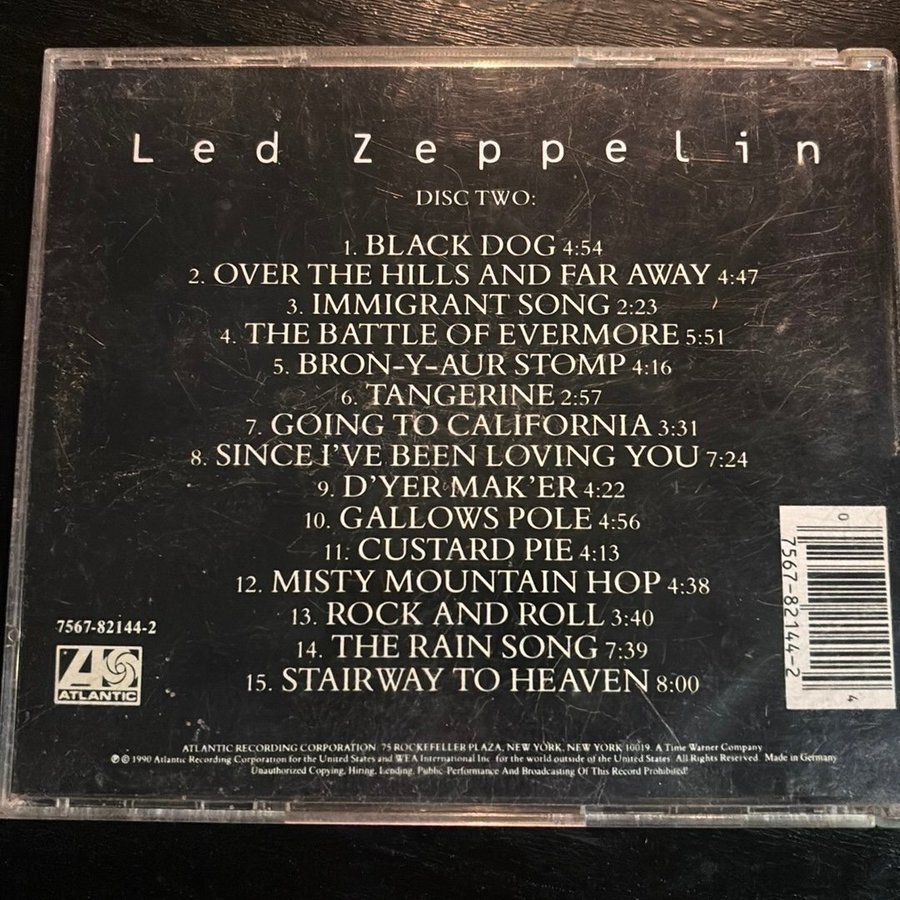 Led Zeppelin
DISC TWO:
1. BLACK DOG 4:54
2. OVER THE HILLS AND FAR AWAY 4:47
3. IMMIGRANT SONG 2:23
4. THE BATTLE OF EVERMORE 5:51
5. BRON-Y-AUR STOMP 4:16
6. TANGERINE 2:57
7. GOING TO CALIFORNIA 3:31
8. SINCE I'VE BEEN LOVING YOU 7:24
9. D'YER MAK'ER 4:22
10. GALLOWS POLE 4:56
11. CUSTARD PIE 4:13
12. MISTY MOUNTAIN HOP 4:38
13. ROCK AND ROLL 3:40
14. THE RAIN SONG 7:39
15. STAIRWAY TO HEAVEN 8:00
7567-82144-2
ATLANTIC
0
7567-82144-2
4
ATLANTIC RECORDING CORPORATION 75 ROCKEFELLER PLAZA, NEW YORK, NEW YORK 10019. A Time Warner Company
℗ © 1990 Atlantic Recording Corporation for the United States and WEA International Inc. for the world outside of the United States. All Rights Reserved. Made in Germany
Unauthorized Copying, Hiring, Lending, Public Performance And Broadcasting Of This Record Prohibited!